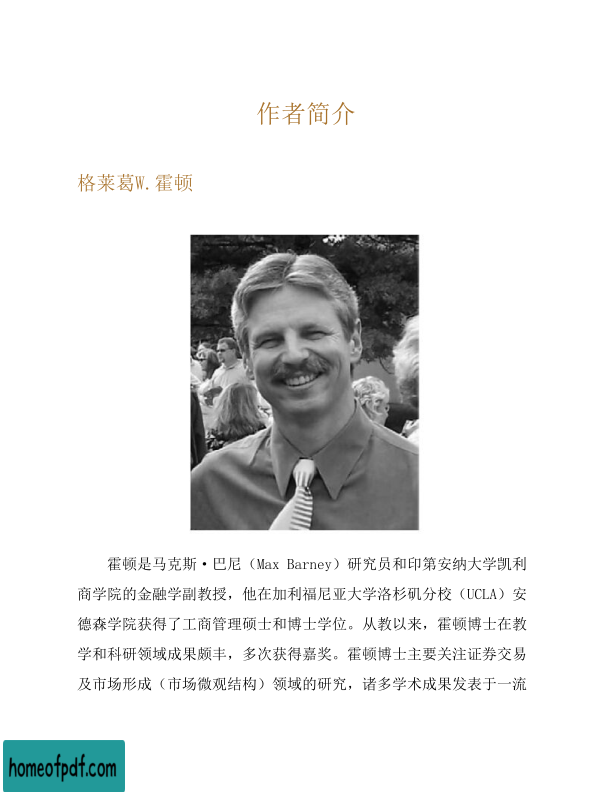 作者简介
格莱葛W.霍顿
霍顿是马克斯·巴尼（Max Barney）研究员和印第安纳大学凯利
商学院的金融学副教授，他在加利福尼亚大学洛杉矶分校（UCLA）安
德森学院获得了工商管理硕士和博士学位。从教以来，霍顿博士在教
学和科研领域成果颇丰，多次获得嘉奖。霍顿博士主要关注证券交易
及市场形成（市场微观结构）领域的研究，诸多学术成果发表于一流
homeofpdf.com